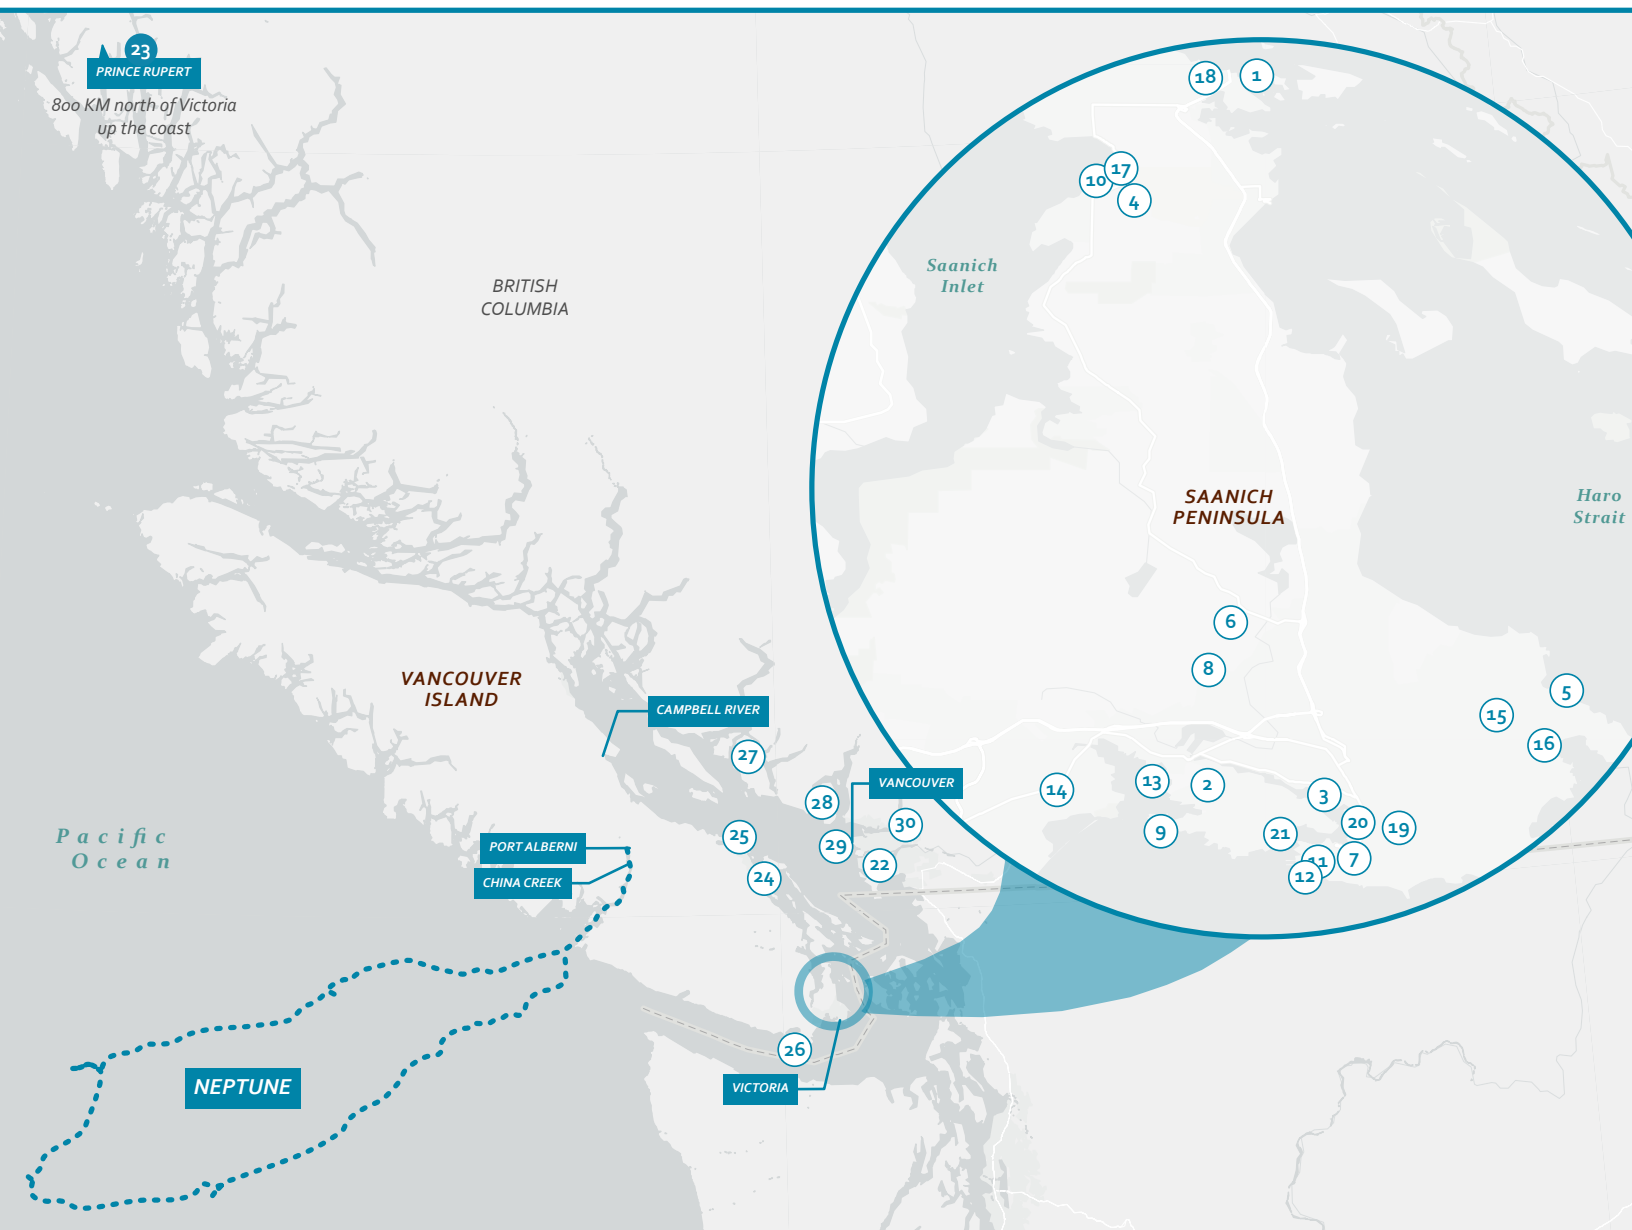 23
PRINCE RUPERT
800 KM north of Victoria
up the coast
18
1
17
10
4
Saanich
Inlet
BRITISH
COLUMBIA
SAANICH
PENINSULA
Haro
Strait
6
8
VANCOUVER
ISLAND
5
15
16
CAMPBELL RIVER
27
VANCOUVER
14
13
2
3
28
30
9
21
20
19
Pacific
Ocean
25
29
22
24
11
7
12
PORT ALBERNI
CHINA CREEK
26
NEPTUNE
VICTORIA